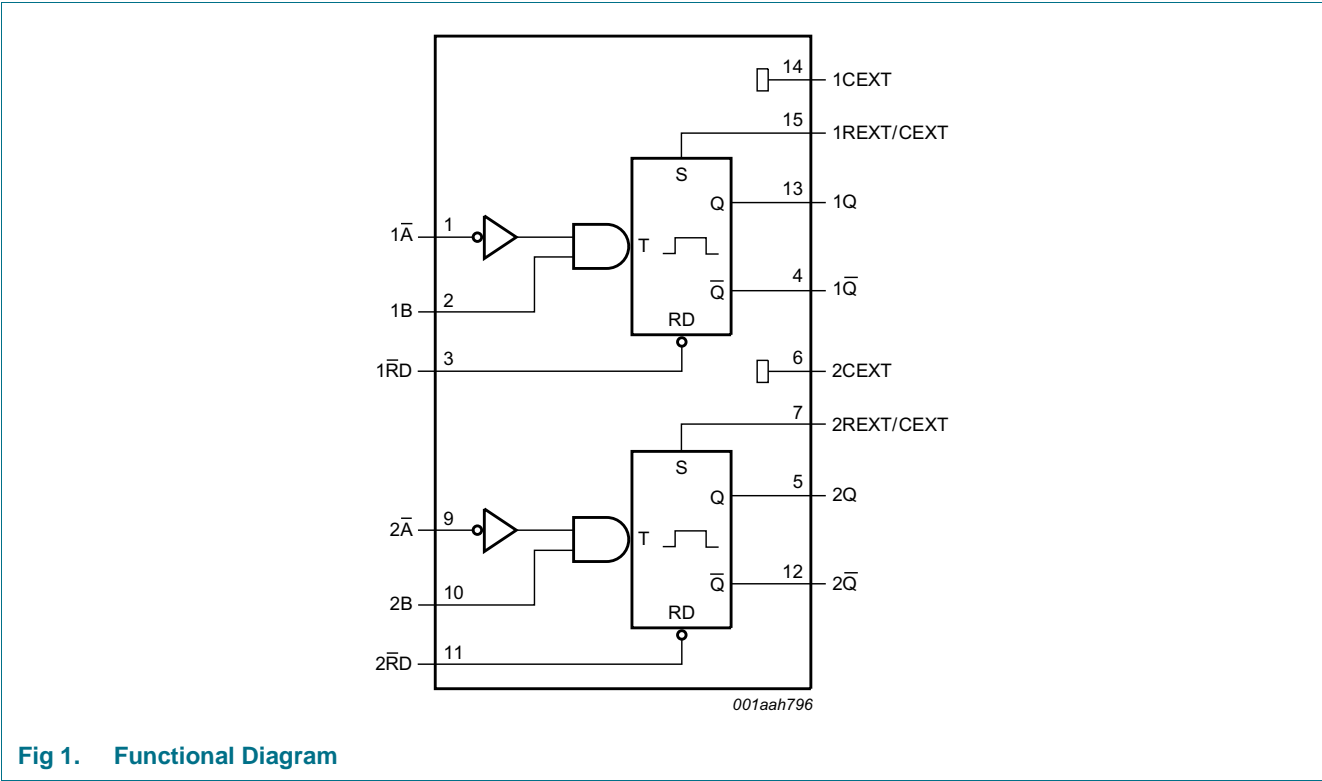 14
1CEXT
15
1REXT/CEXT
S
Q
13
1Q
1A̅
1
T
Q̅
4
1Q̅
1B
2
RD
1R̅D
3
6
2CEXT
7
2REXT/CEXT
S
Q
5
2Q
2A̅
9
T
Q̅
12
2Q̅
2B
10
RD
2R̅D
11
001aah796
Fig 1. Functional Diagram